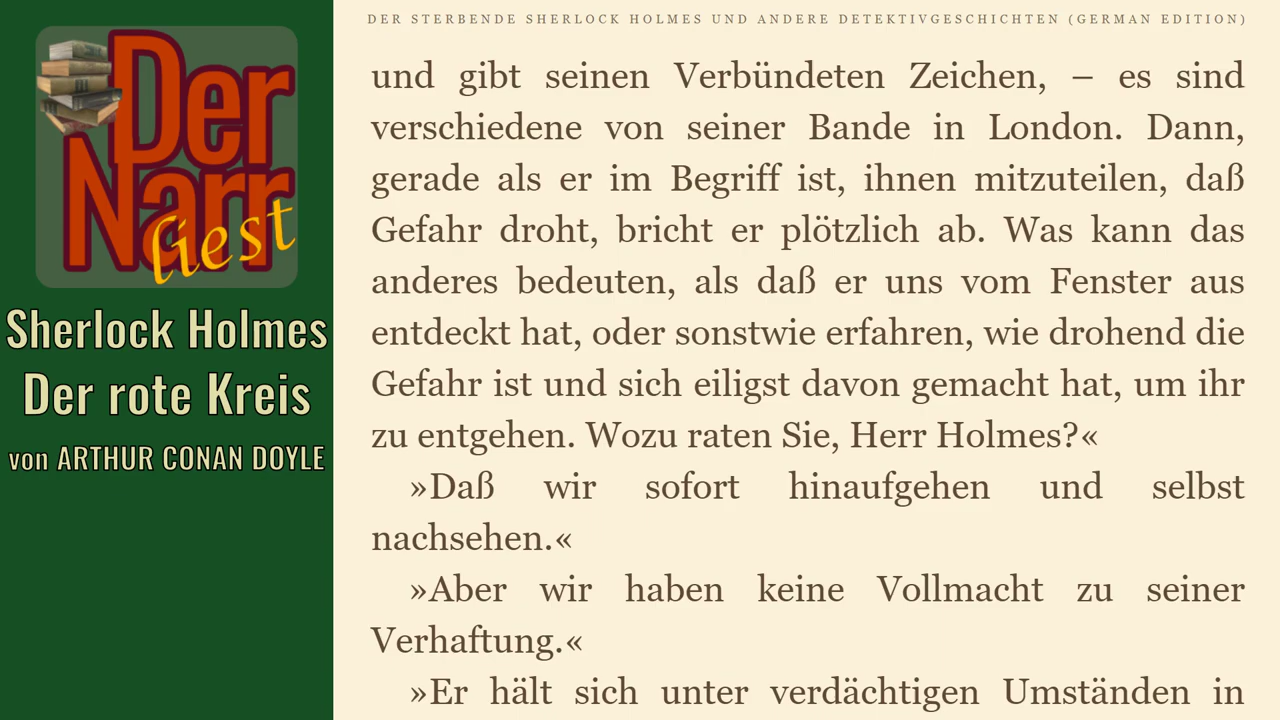 Der
Narr
liest
Sherlock Holmes
Der rote Kreis
von ARTHUR CONAN DOYLE
DER STERBENDE SHERLOCK HOLMES UND ANDERE DETEKTIVGESCHICHTEN (GERMAN EDITION)
und gibt seinen Verbündeten Zeichen, – es sind
verschiedene von seiner Bande in London. Dann,
gerade als er im Begriff ist, ihnen mitzuteilen, daß
Gefahr droht, bricht er plötzlich ab. Was kann das
anderes bedeuten, als daß er uns vom Fenster aus
entdeckt hat, oder sonstwie erfahren, wie drohend die
Gefahr ist und sich eiligst davon gemacht hat, um ihr
zu entgehen. Wozu raten Sie, Herr Holmes?«
»Daß wir sofort hinaufgehen und selbst
nachsehen.«
»Aber wir haben keine Vollmacht zu seiner
Verhaftung.«
»Er hält sich unter verdächtigen Umständen in